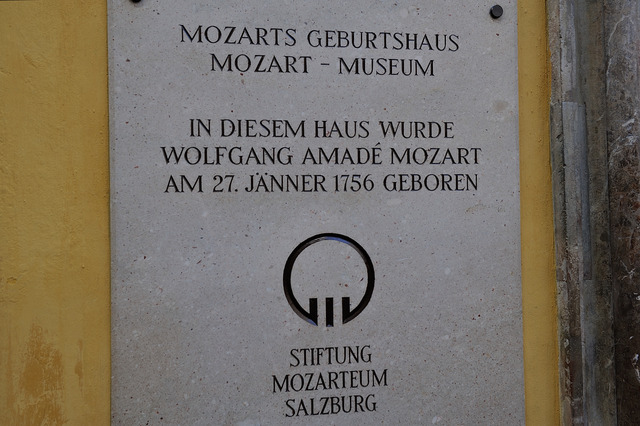 MOZARTS GEBURTSHAUS
MOZART - MUSEUM
IN DIESEM HAUS WURDE
WOLFGANG AMADÉ MOZART
AM 27. JÄNNER 1756 GEBOREN
STIFTUNG
MOZARTEUM
SALZBURG